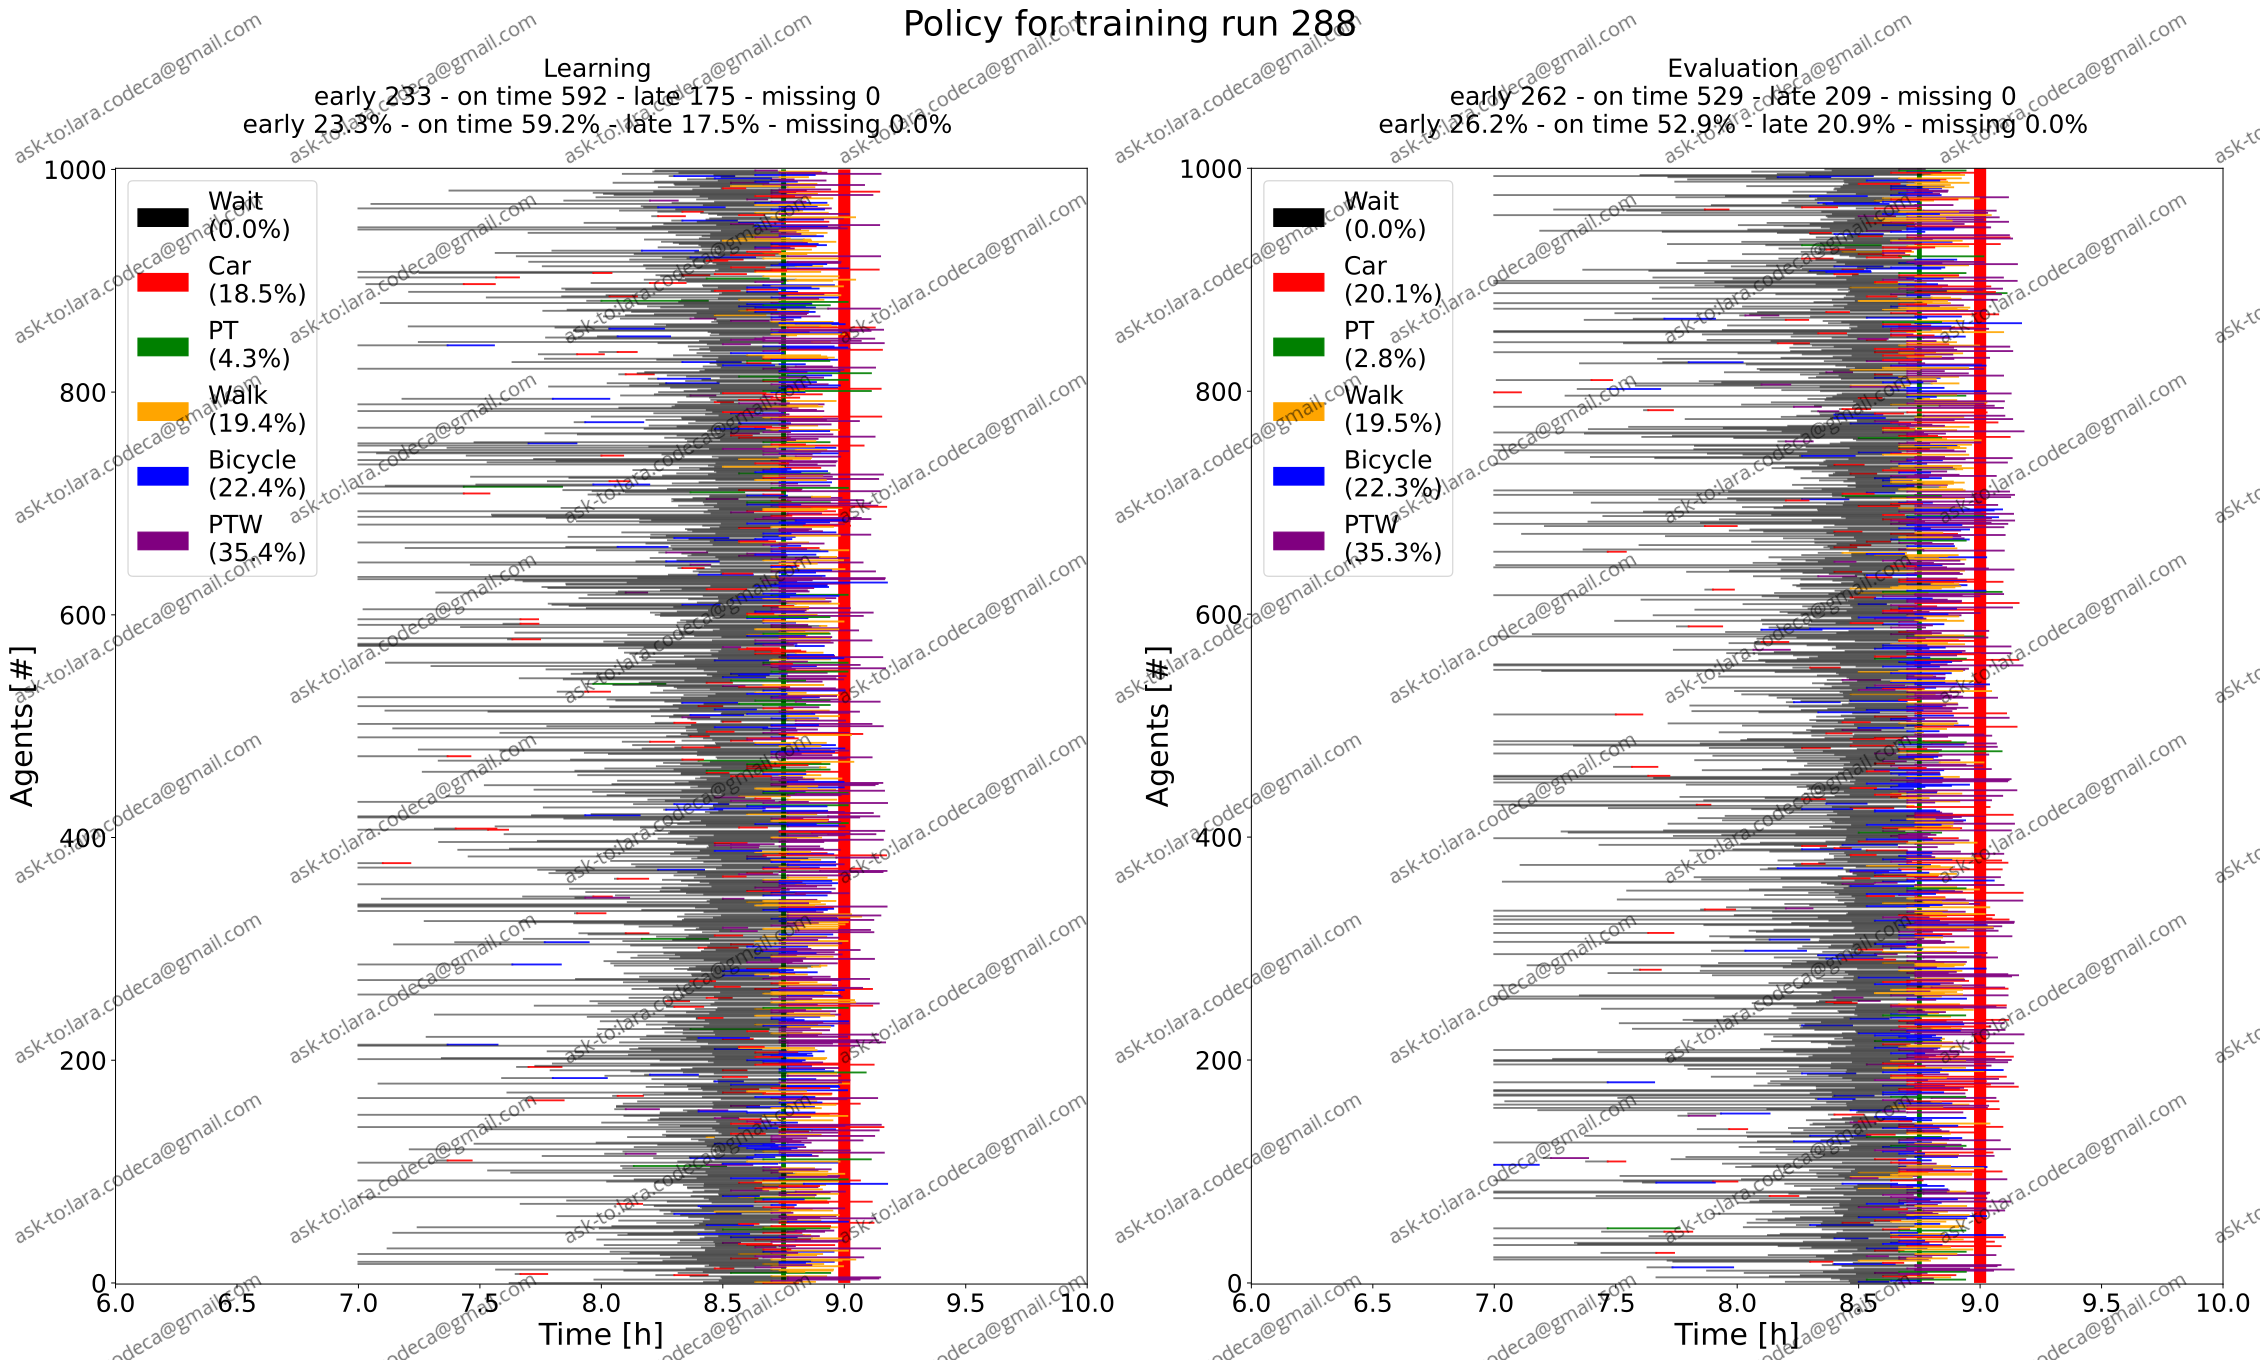 Policy for training run 288
Learning
early 233 - on time 592 - late 175 - missing 0
early 23.3% - on time 59.2% - late 17.5% - missing 0.0%
1000
800
600
400
200
0
Agents [#]
Wait
(0.0%)
Car
(18.5%)
PT
(4.3%)
Walk
(19.4%)
Bicycle
(22.4%)
PTW
(35.4%)
6.0 6.5 7.0 7.5 8.0 8.5 9.0 9.5 10.0
Time [h]
Evaluation
early 262 - on time 529 - late 209 - missing 0
early 26.2% - on time 52.9% - late 20.9% - missing 0.0%
1000
800
600
400
200
0
Agents [#]
Wait
(0.0%)
Car
(20.1%)
PT
(2.8%)
Walk
(19.5%)
Bicycle
(22.3%)
PTW
(35.3%)
6.0 6.5 7.0 7.5 8.0 8.5 9.0 9.5 10.0
Time [h]
ask-to:lara.codeca@gmail.com